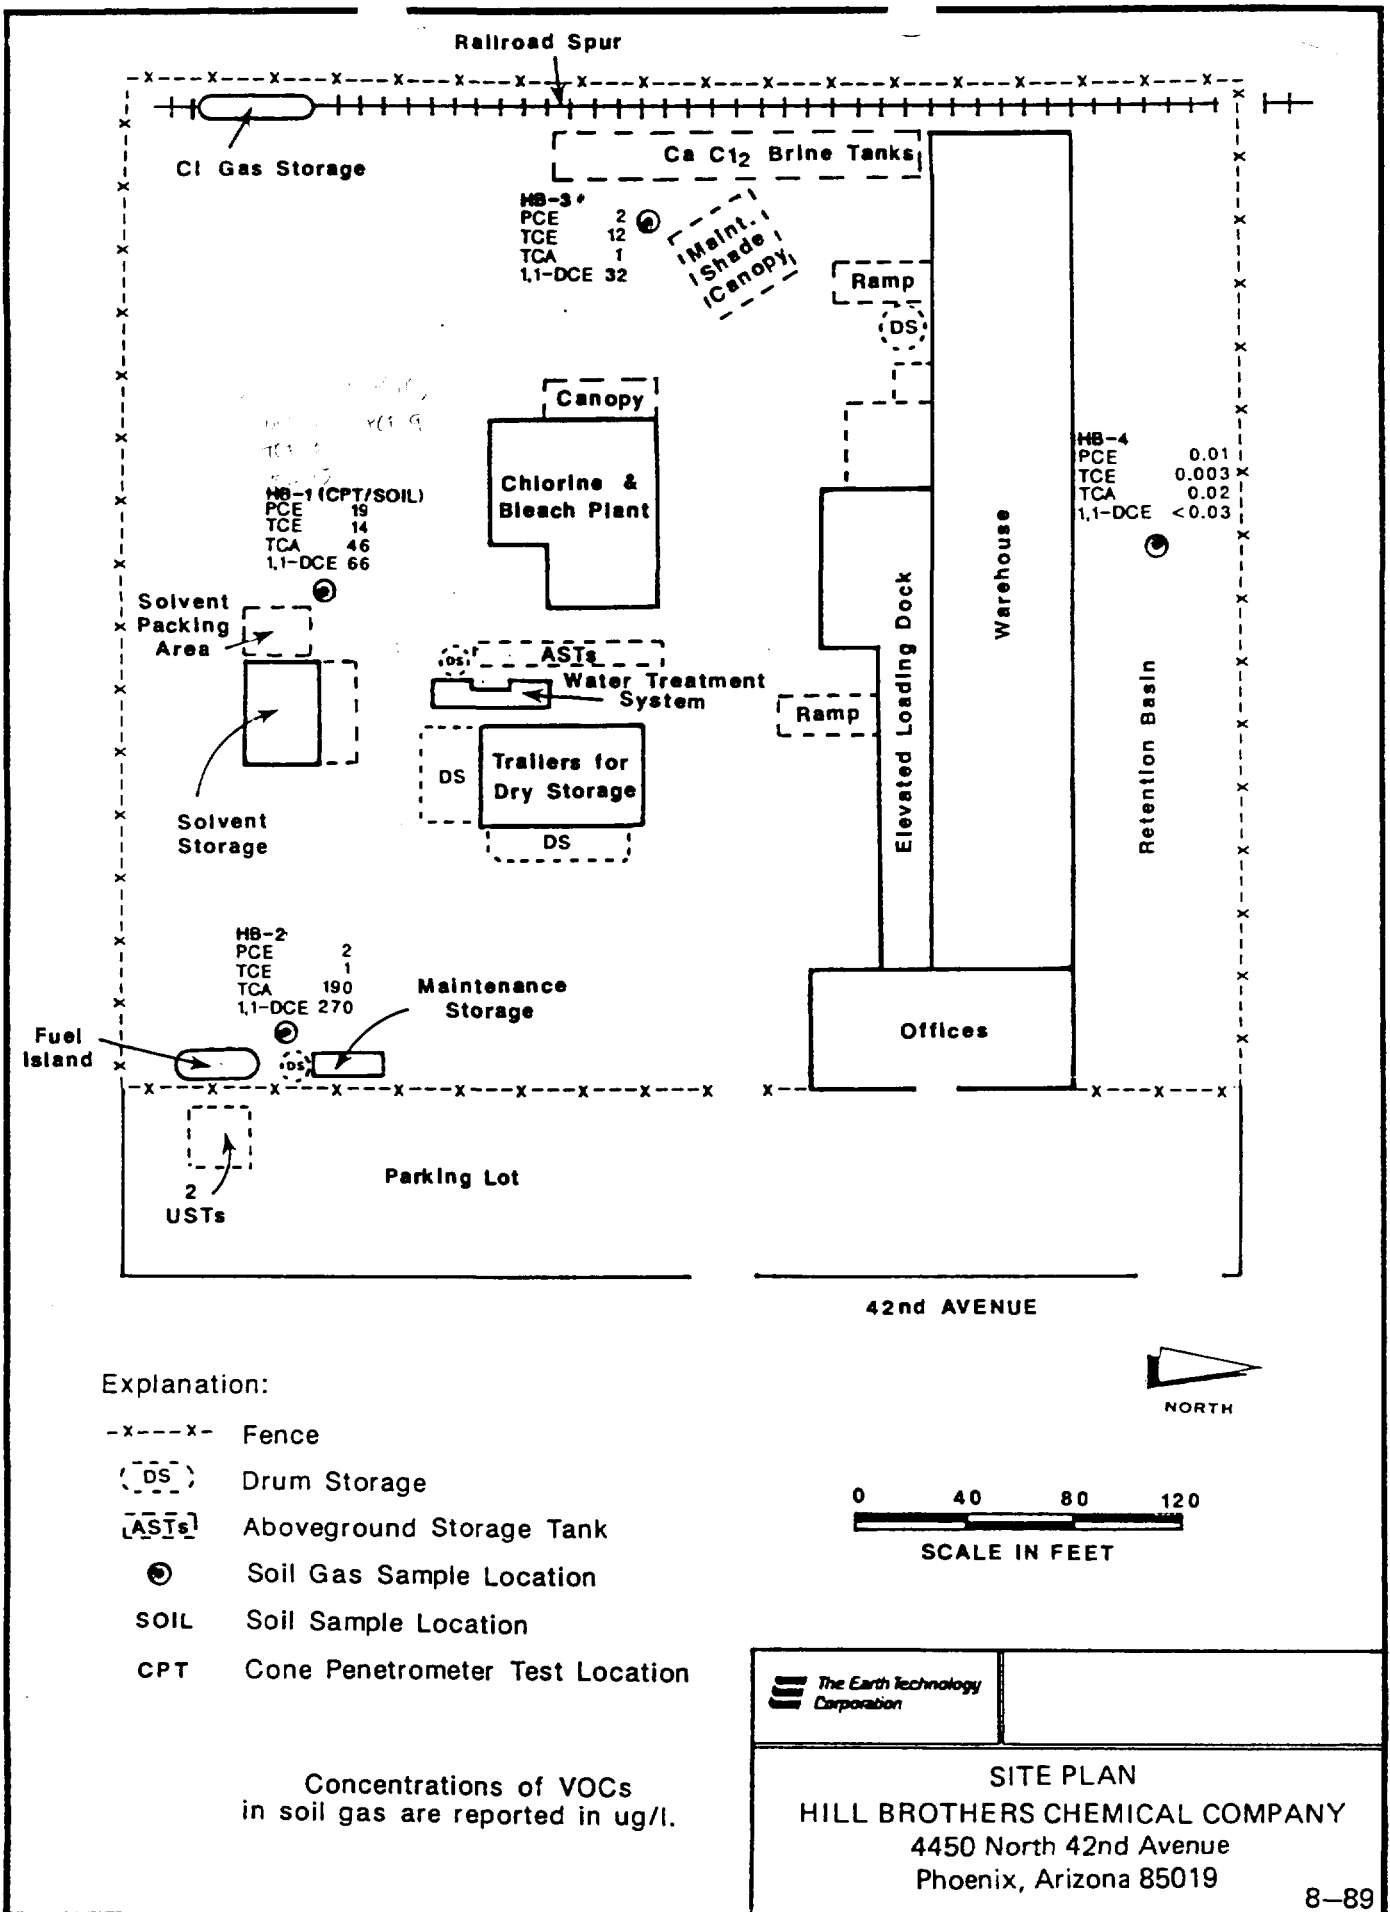 Railroad Spur
Cl Gas Storage
Ca C12 Brine Tanks
HB-3
PCE 2
TCE 12
TCA 1
1,1-DCE 32
Maint.
Shade
Canopy
Ramp
DS
Canopy
Chlorine &
Bleach Plant
HB-4
PCE 0.01
TCE 0.003
TCA 0.02
1,1-DCE <0.03
HB-1 (CPT/SOIL)
PCE 19
TCE 14
TCA 46
1,1-DCE 66
Warehouse
Elevated Loading Dock
Retention Basin
Solvent
Packing
Area
DS
ASTs
Water Treatment
System
Ramp
DS
Trailers for
Dry Storage
DS
Solvent
Storage
HB-2
PCE 2
TCE 1
TCA 190
1,1-DCE 270
Maintenance
Storage
Offices
Fuel
Island
DS
2
USTs
Parking Lot
42nd AVENUE
NORTH
Explanation:
-x---x- Fence
DS Drum Storage
ASTs Aboveground Storage Tank
Soil Gas Sample Location
SOIL Soil Sample Location
CPT Cone Penetrometer Test Location
0 40 80 120
SCALE IN FEET
Concentrations of VOCs
in soil gas are reported in ug/l.
The Earth Technology
Corporation
SITE PLAN
HILL BROTHERS CHEMICAL COMPANY
4450 North 42nd Avenue
Phoenix, Arizona 85019
8-89